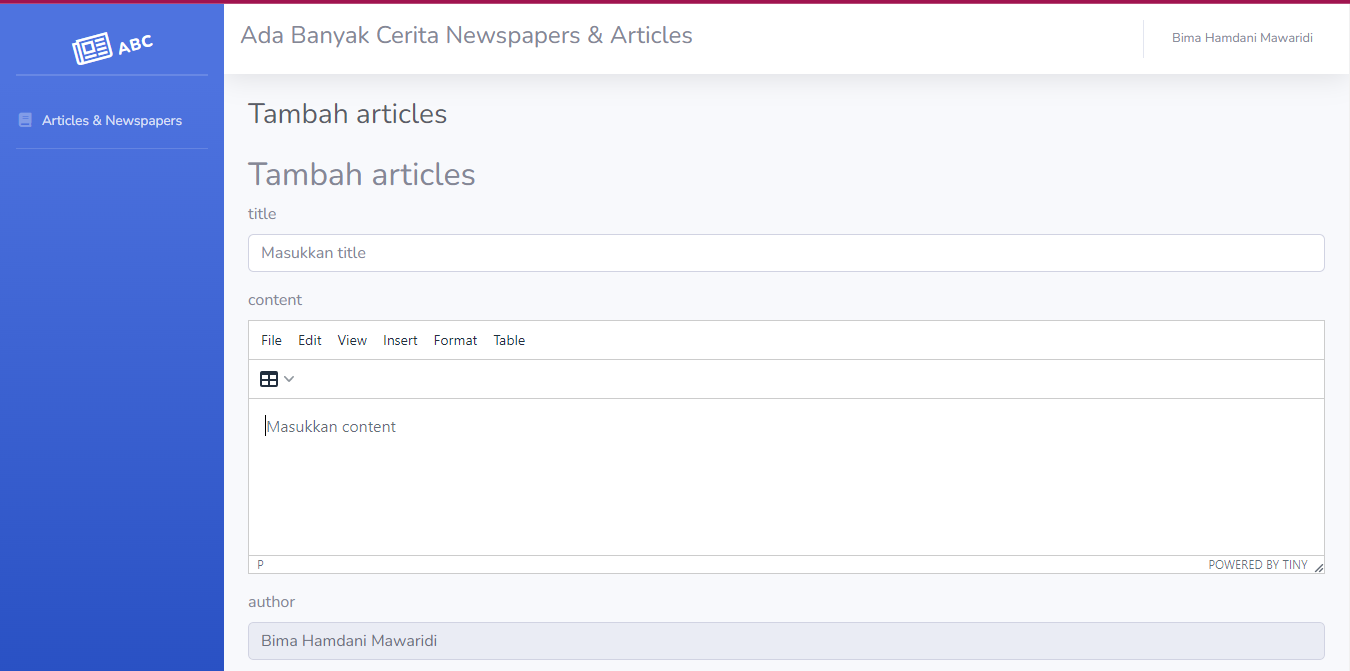 ABC
Ada Banyak Cerita Newspapers & Articles
Bima Hamdani Mawaridi
Articles & Newspapers
Tambah articles
Tambah articles
title
Masukkan title
content
File Edit View Insert Format Table
Masukkan content
P
POWERED BY TINY
author
Bima Hamdani Mawaridi